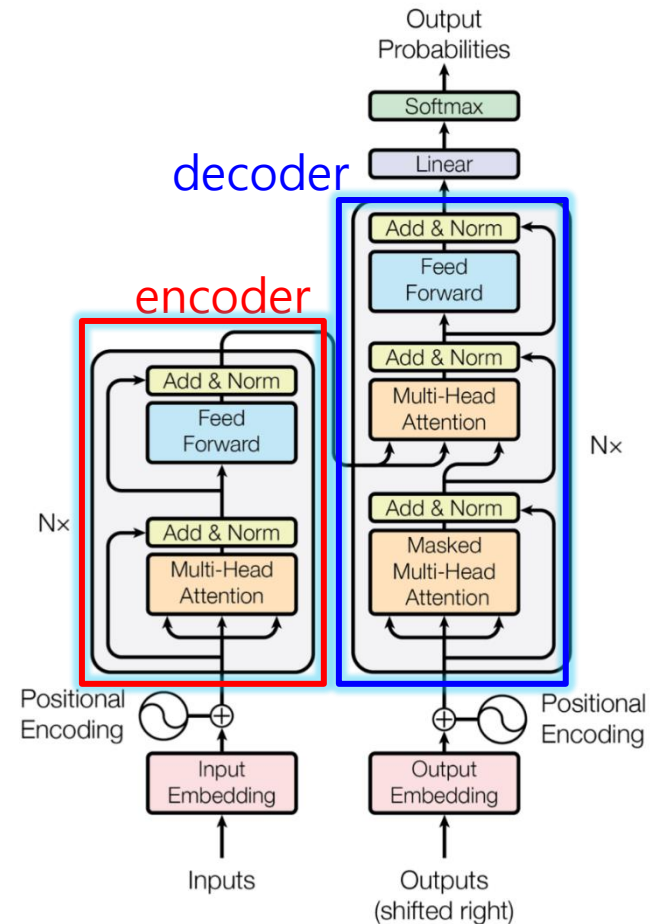 Output
Probabilities
Softmax
Linear
decoder
Add & Norm
Feed
Forward
Add & Norm
Multi-Head
Attention
Add & Norm
Masked
Multi-Head
Attention
N×
encoder
Add & Norm
Feed
Forward
Add & Norm
Multi-Head
Attention
N×
Positional
Encoding
Positional
Encoding
Input
Embedding
Output
Embedding
Inputs
Outputs
(shifted right)